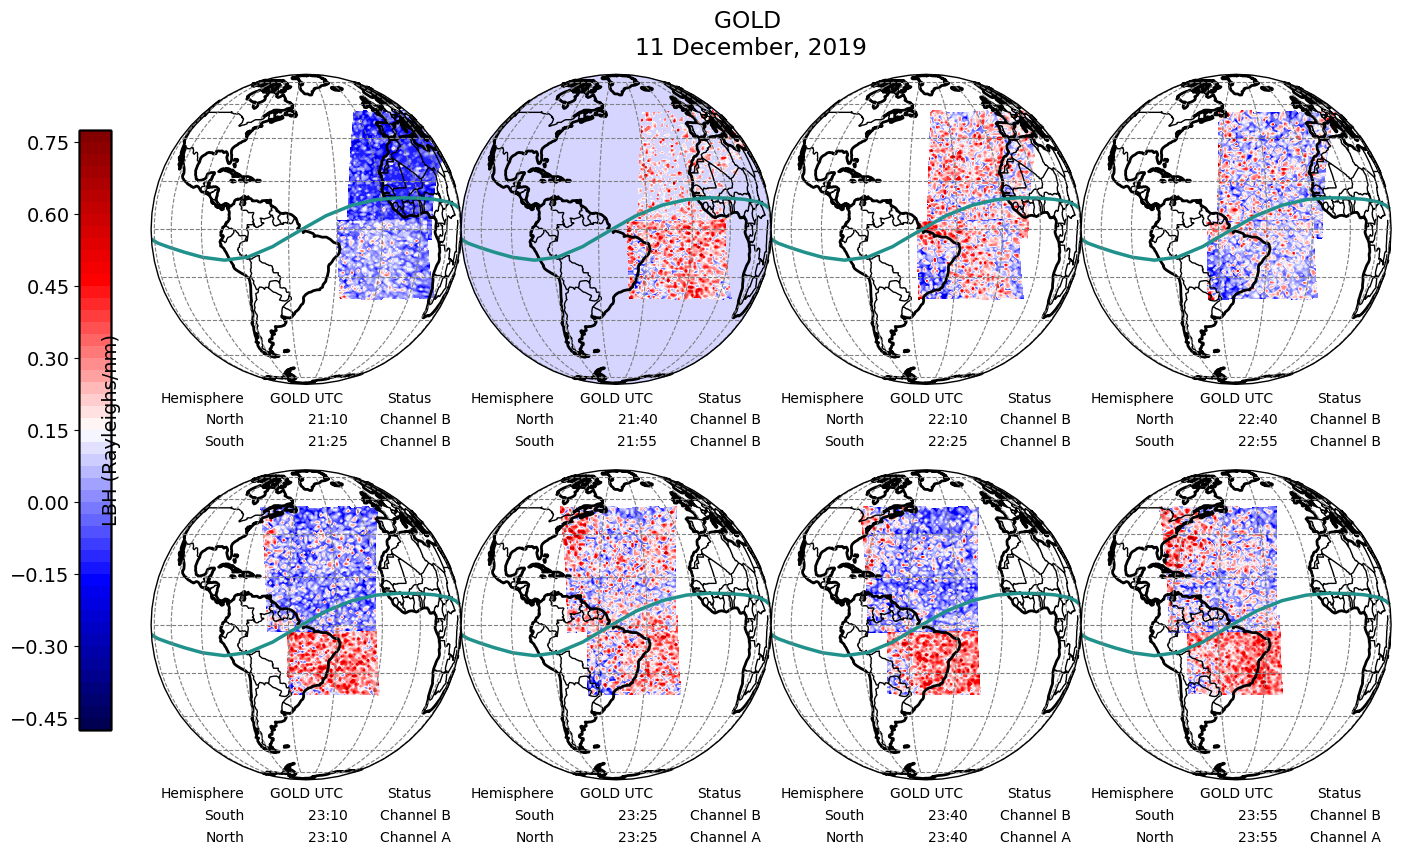 GOLD
11 December, 2019
0.75
0.60
0.45
0.30
0.15
0.00
−0.15
−0.30
−0.45
LBH (Rayleighs/nm)
Hemisphere GOLD UTC Status
North 21:10 Channel B
South 21:25 Channel B
Hemisphere GOLD UTC Status
North 21:40 Channel B
South 21:55 Channel B
Hemisphere GOLD UTC Status
North 22:10 Channel B
South 22:25 Channel B
Hemisphere GOLD UTC Status
North 22:40 Channel B
South 22:55 Channel B
Hemisphere GOLD UTC Status
South 23:10 Channel B
North 23:10 Channel A
Hemisphere GOLD UTC Status
South 23:25 Channel B
North 23:25 Channel A
Hemisphere GOLD UTC Status
South 23:40 Channel B
North 23:40 Channel A
Hemisphere GOLD UTC Status
South 23:55 Channel B
North 23:55 Channel A